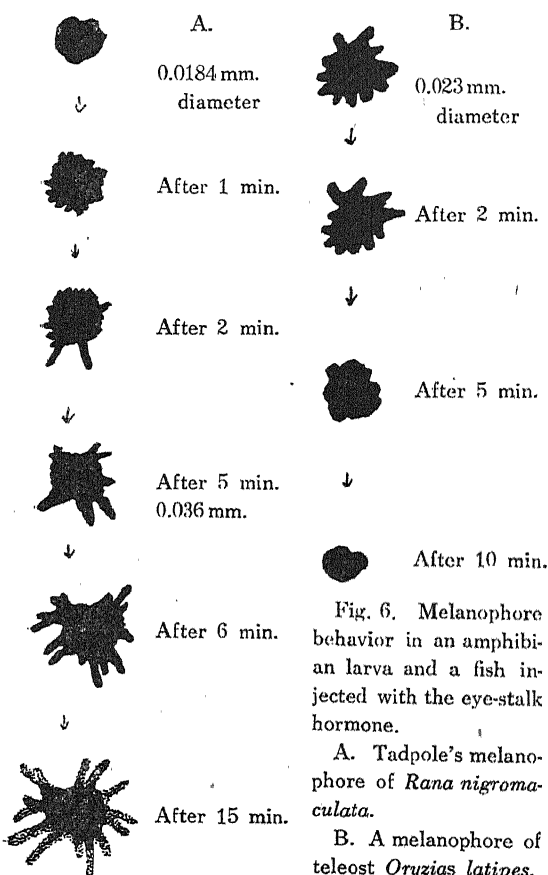 A.
0.0184 mm.
diameter
After 1 min.
After 2 min.
After 5 min.
0.036 mm.
After 6 min.
After 15 min.
B.
0.023 mm.
diameter
After 2 min.
After 5 min.
After 10 min.
Fig. 6. Melanophore
behavior in an amphibi-
an larva and a fish in-
jected with the eye-stalk
hormone.
A. Tadpole's melano-
phore of Rana nigroma-
culata.
B. A melanophore of
teleost Oryzias latipes.